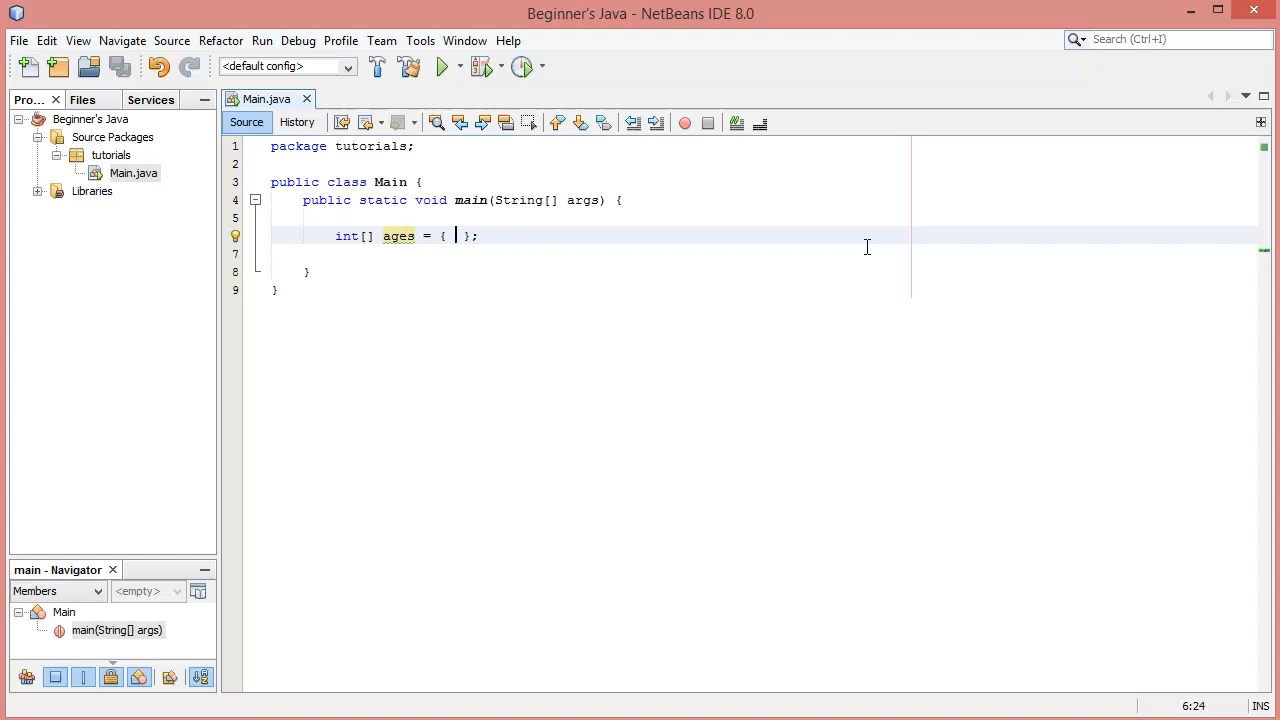 Beginner's Java - NetBeans IDE 8.0
File Edit View Navigate Source Refactor Run Debug Profile Team Tools Window Help
Search (Ctrl+I)
<default config>
Pro... Files Services
Main.java
Beginner's Java
Source Packages
tutorials
Main.java
Libraries
Source History
1 package tutorials;
2
3 public class Main {
4 public static void main(String[] args) {
5
6 int[] ages = { };
7
8 }
9 }
main - Navigator
Members <empty>
Main
main(String[] args)
6:24 INS